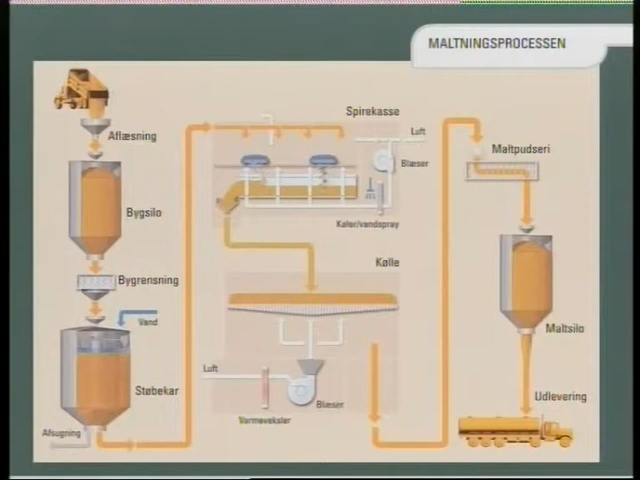 MALTNINGSPROCESSEN
Aflæsning
Bygsilo
Bygrensning
Vand
Støbekar
Afsugning
Spirekasse
Luft
Blæser
Køler/vandspray
Kølle
Luft
Blæser
Varmeveksler
Maltpudseri
Maltsilo
Udlevering